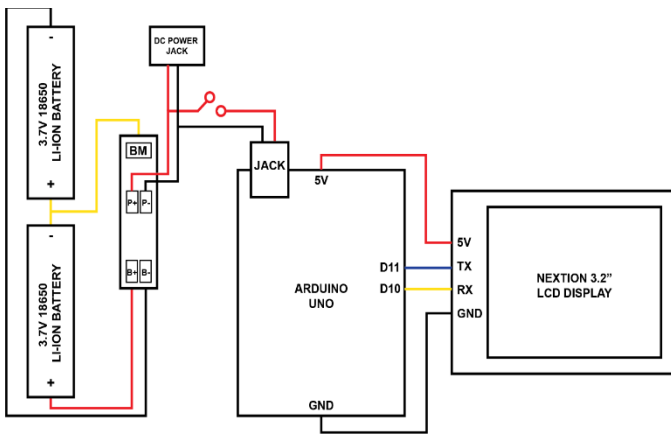 -
3.7V 18650
LI-ION BATTERY
+
-
3.7V 18650
LI-ION BATTERY
+
BM
P+ P-
B+ B-
DC POWER
JACK
JACK
5V
D11
D10
ARDUINO
UNO
GND
5V
TX
RX
GND
NEXTION 3.2”
LCD DISPLAY